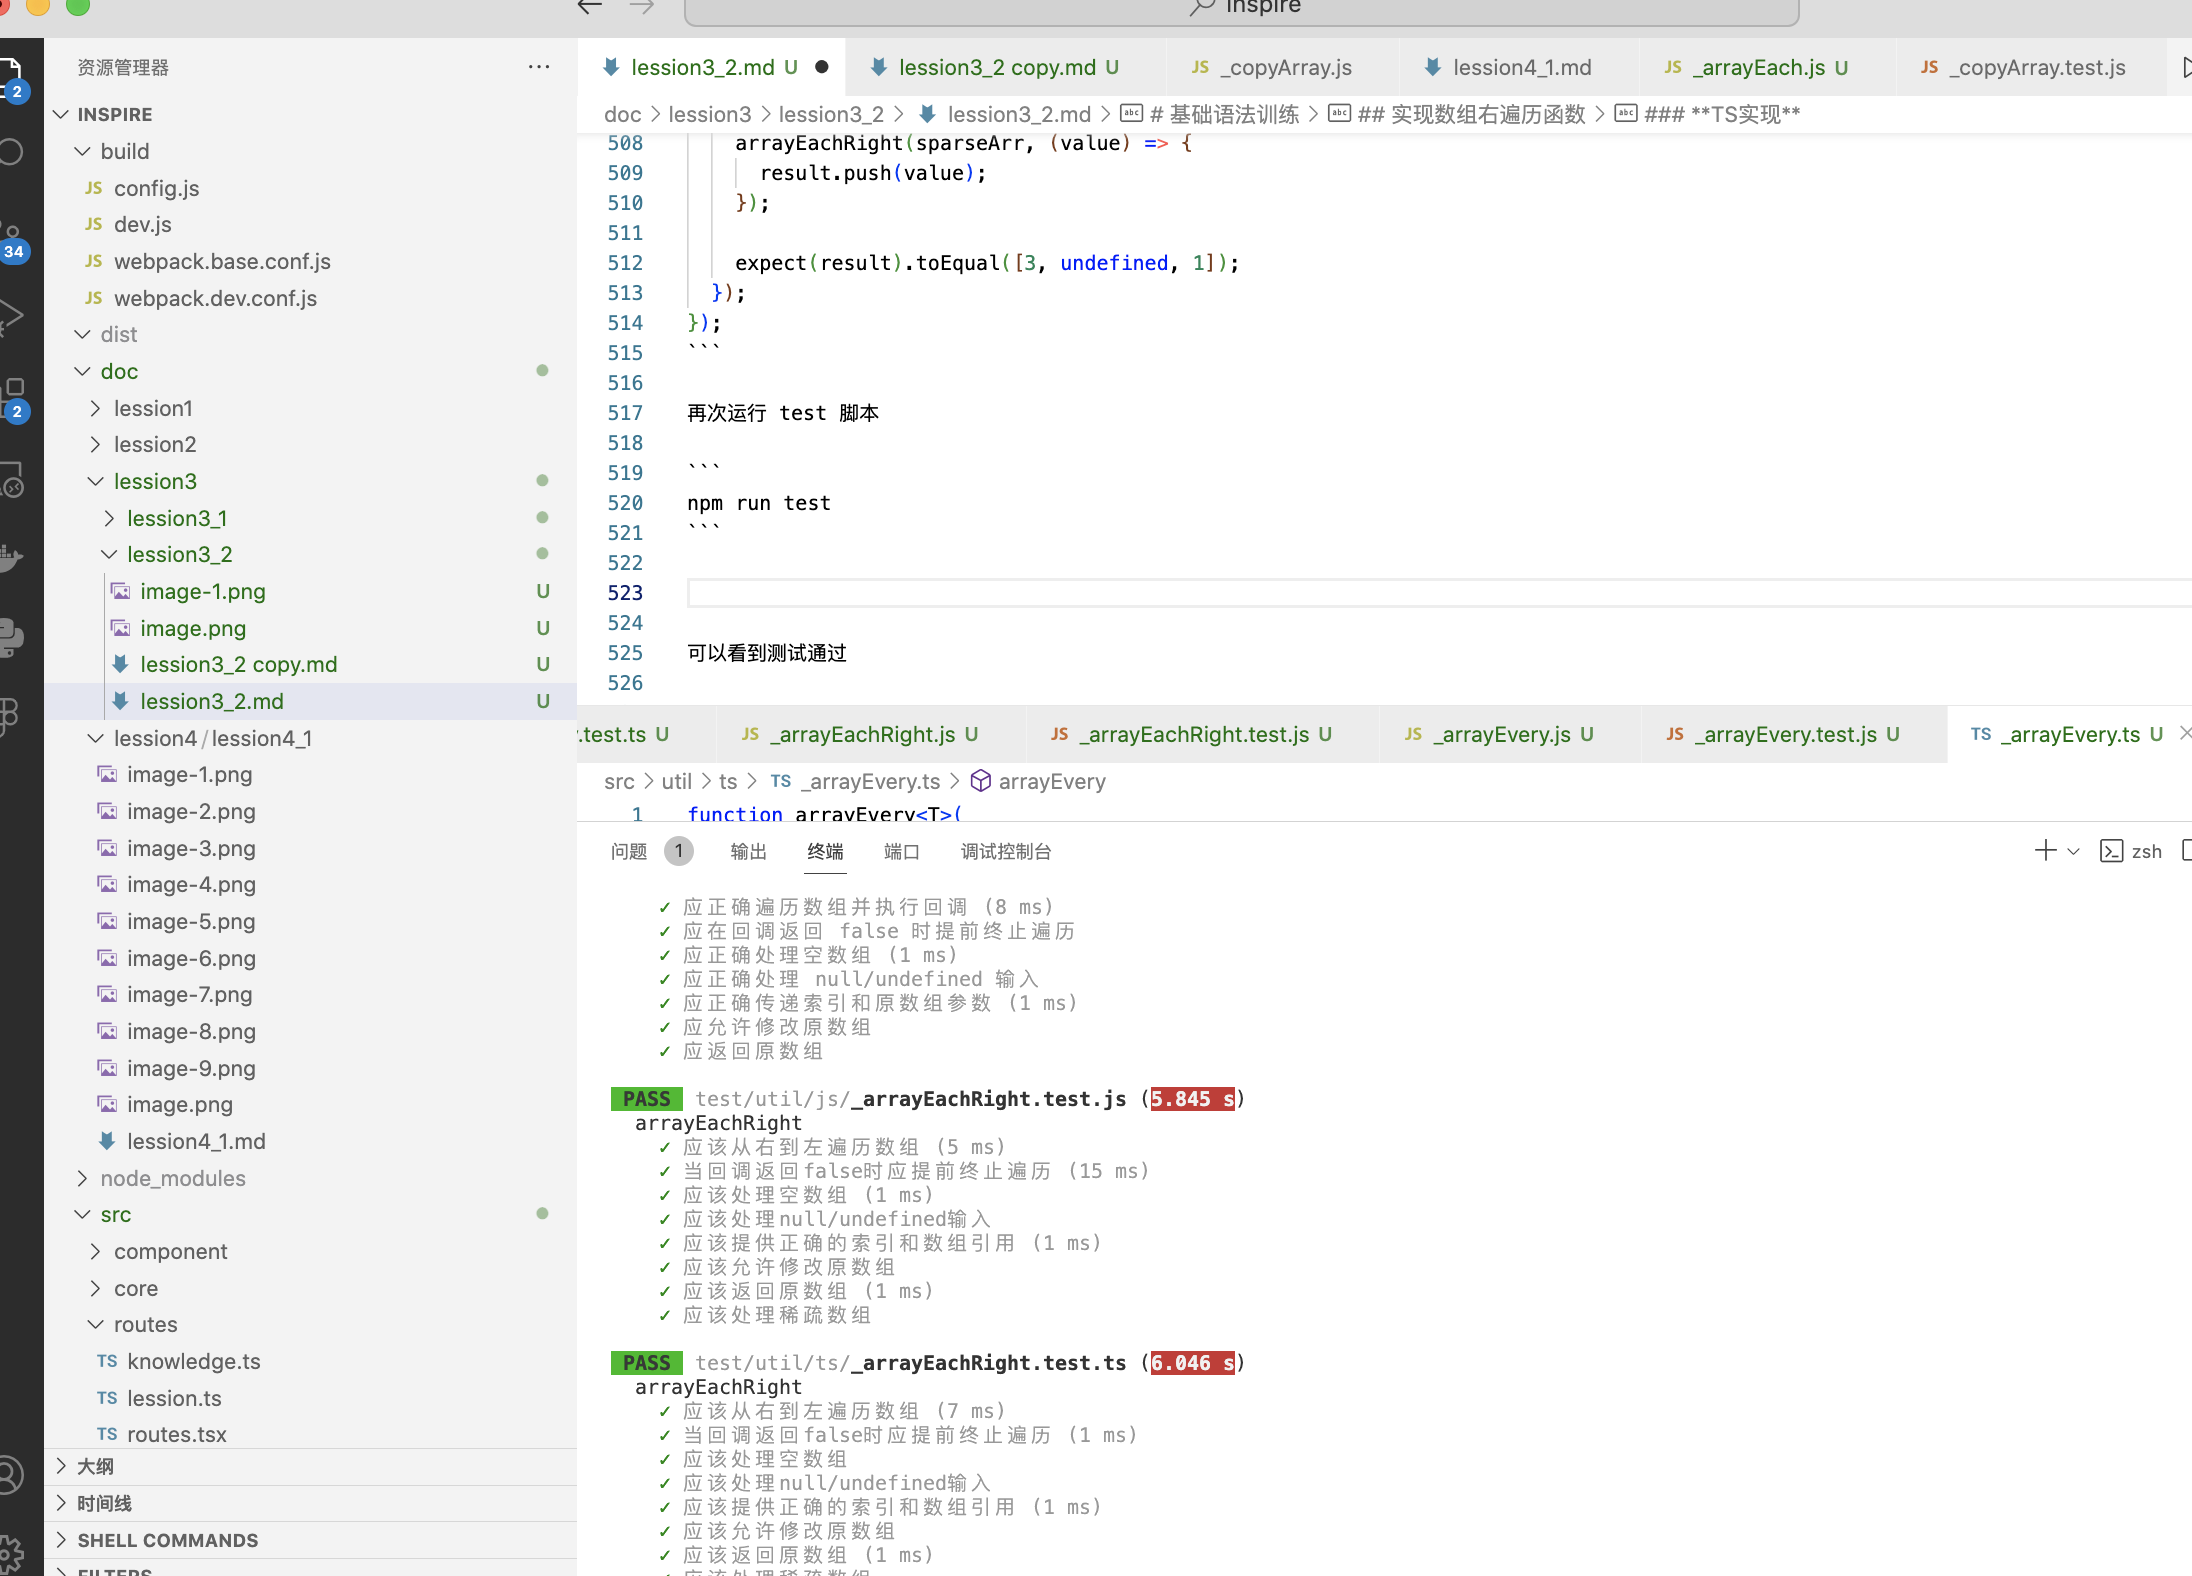 inspire
资源管理器
INSPIRE
build
JS config.js
JS dev.js
JS webpack.base.conf.js
JS webpack.dev.conf.js
dist
doc
lession1
lession2
lession3
lession3_1
lession3_2
image-1.png U
image.png U
lession3_2 copy.md U
lession3_2.md U
lession4 / lession4_1
image-1.png
image-2.png
image-3.png
image-4.png
image-5.png
image-6.png
image-7.png
image-8.png
image-9.png
image.png
lession4_1.md
node_modules
src
component
core
routes
TS knowledge.ts
TS lession.ts
TS routes.tsx
大纲
时间线
SHELL COMMANDS
FILTERS
2
34
2
lession3_2.md U
lession3_2 copy.md U
JS _copyArray.js
lession4_1.md
JS _arrayEach.js U
JS _copyArray.test.js
doc > lession3 > lession3_2 > lession3_2.md > # 基础语法训练 > ## 实现数组右遍历函数 > ### **TS实现**
508 arrayEachRight(sparseArr, (value) => {
509 result.push(value);
510 });
511
512 expect(result).toEqual([3, undefined, 1]);
513 });
514 });
515 ```
516
517 再次运行 test 脚本
518
519 ```
520 npm run test
521 ```
522
523
524
525 可以看到测试通过
526
.test.ts U
JS _arrayEachRight.js U
JS _arrayEachRight.test.js U
JS _arrayEvery.js U
JS _arrayEvery.test.js U
TS _arrayEvery.ts U
src > util > ts > TS _arrayEvery.ts > arrayEvery
1 function arrayEvery<T>(
问题 1 输出 终端 端口 调试控制台
zsh
✓ 应正确遍历数组并执行回调 (8 ms)
✓ 应在回调返回 false 时提前终止遍历
✓ 应正确处理空数组 (1 ms)
✓ 应正确处理 null/undefined 输入
✓ 应正确传递索引和原数组参数 (1 ms)
✓ 应允许修改原数组
✓ 应返回原数组
PASS test/util/js/_arrayEachRight.test.js (5.845 s)
arrayEachRight
✓ 应该从右到左遍历数组 (5 ms)
✓ 当回调返回false时应提前终止遍历 (15 ms)
✓ 应该处理空数组 (1 ms)
✓ 应该处理null/undefined输入
✓ 应该提供正确的索引和数组引用 (1 ms)
✓ 应该允许修改原数组
✓ 应该返回原数组 (1 ms)
✓ 应该处理稀疏数组
PASS test/util/ts/_arrayEachRight.test.ts (6.046 s)
arrayEachRight
✓ 应该从右到左遍历数组 (7 ms)
✓ 当回调返回false时应提前终止遍历 (1 ms)
✓ 应该处理空数组
✓ 应该处理null/undefined输入
✓ 应该提供正确的索引和数组引用 (1 ms)
✓ 应该允许修改原数组
✓ 应该返回原数组 (1 ms)
✓ 应该处理稀疏数组